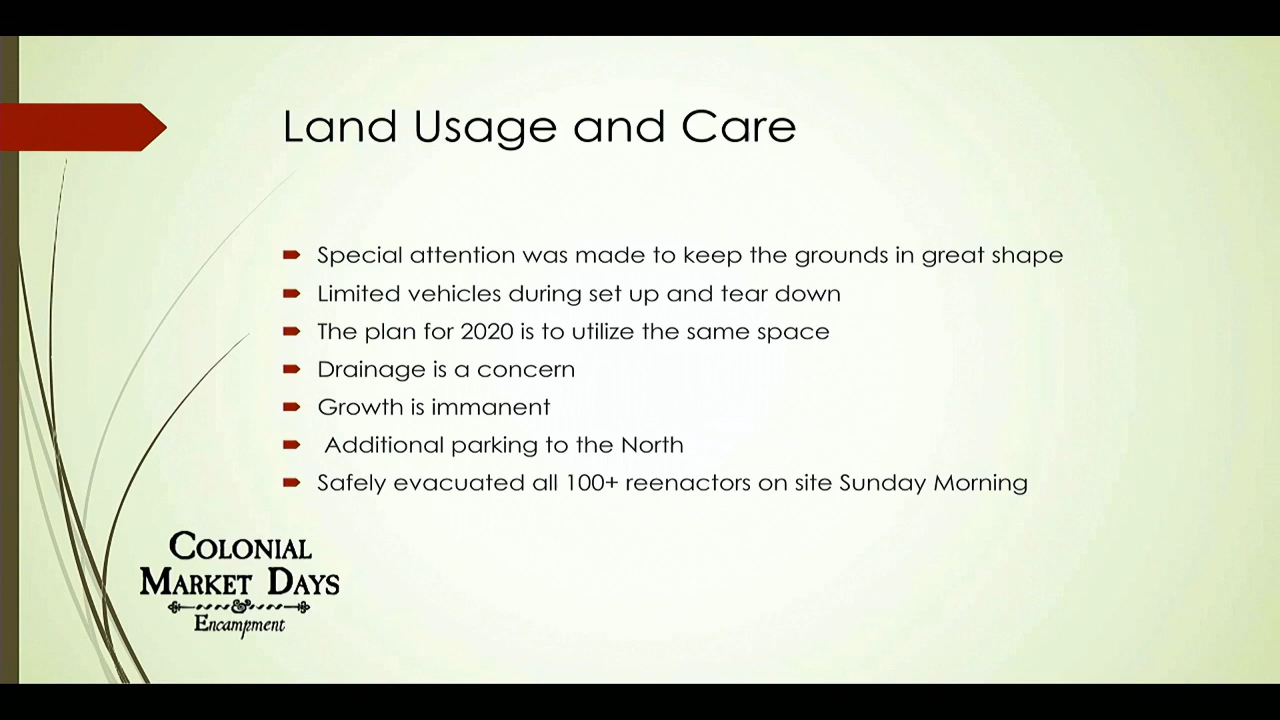 Land Usage and Care
Special attention was made to keep the grounds in great shape
Limited vehicles during set up and tear down
The plan for 2020 is to utilize the same space
Drainage is a concern
Growth is immanent
Additional parking to the North
Safely evacuated all 100+ reenactors on site Sunday Morning
COLONIAL
MARKET DAYS
&
Encampment